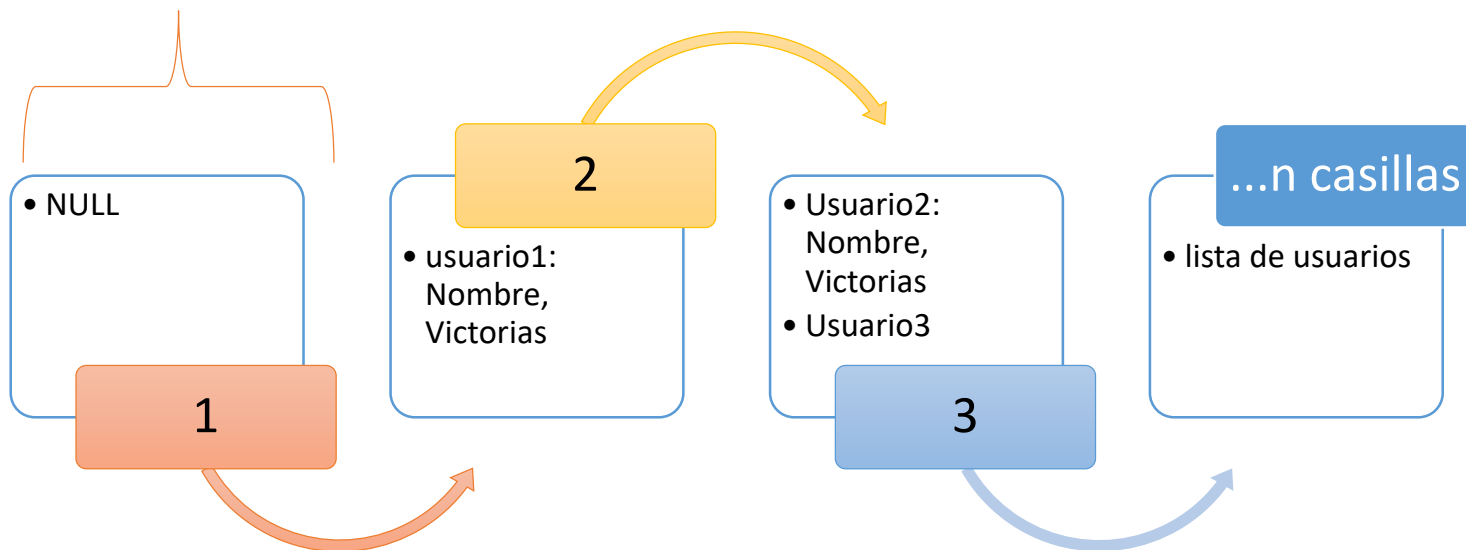 • NULL
1
2
• usuario1:
Nombre,
Victorias
• Usuario2:
Nombre,
Victorias
• Usuario3
3
...n casillas
• lista de usuarios